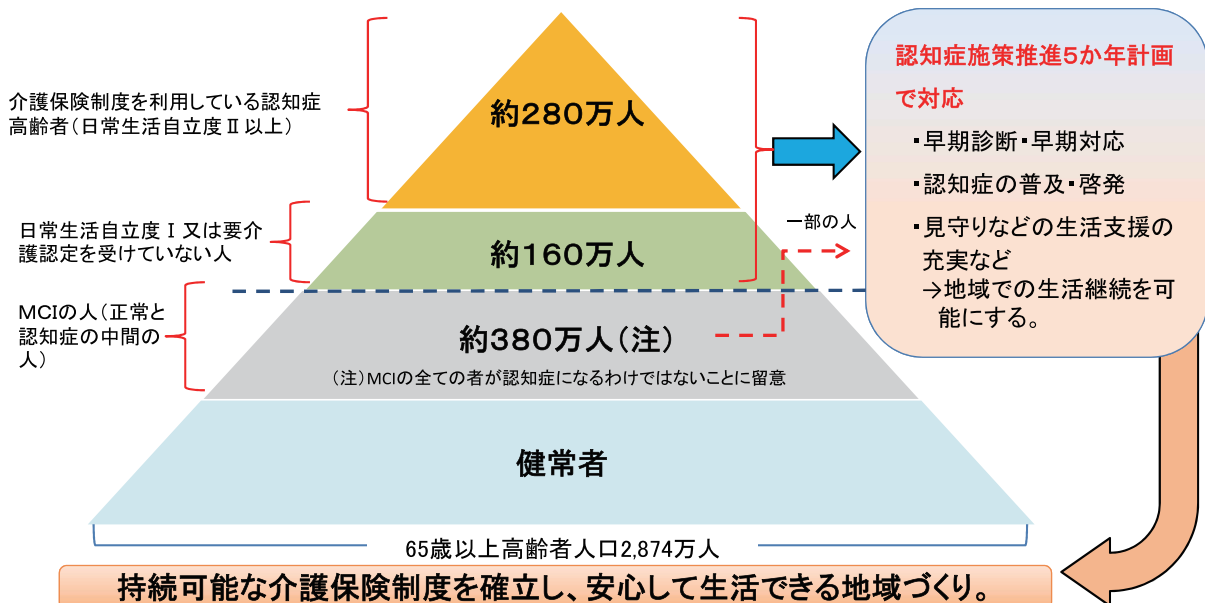 介護保険制度を利用している認知症
高齢者(日常生活自立度Ⅱ以上)
約280万人
日常生活自立度Ⅰ又は要介
護認定を受けていない人
約160万人
一部の人
MCIの人(正常と
認知症の中間の
人)
約380万人(注)
(注)MCIの全ての者が認知症になるわけではないことに留意
健常者
65歳以上高齢者人口2,874万人
認知症施策推進5か年計画
で対応
・早期診断・早期対応
・認知症の普及・啓発
・見守りなどの生活支援の
充実など
→地域での生活継続を可
能にする。
持続可能な介護保険制度を確立し、安心して生活できる地域づくり。